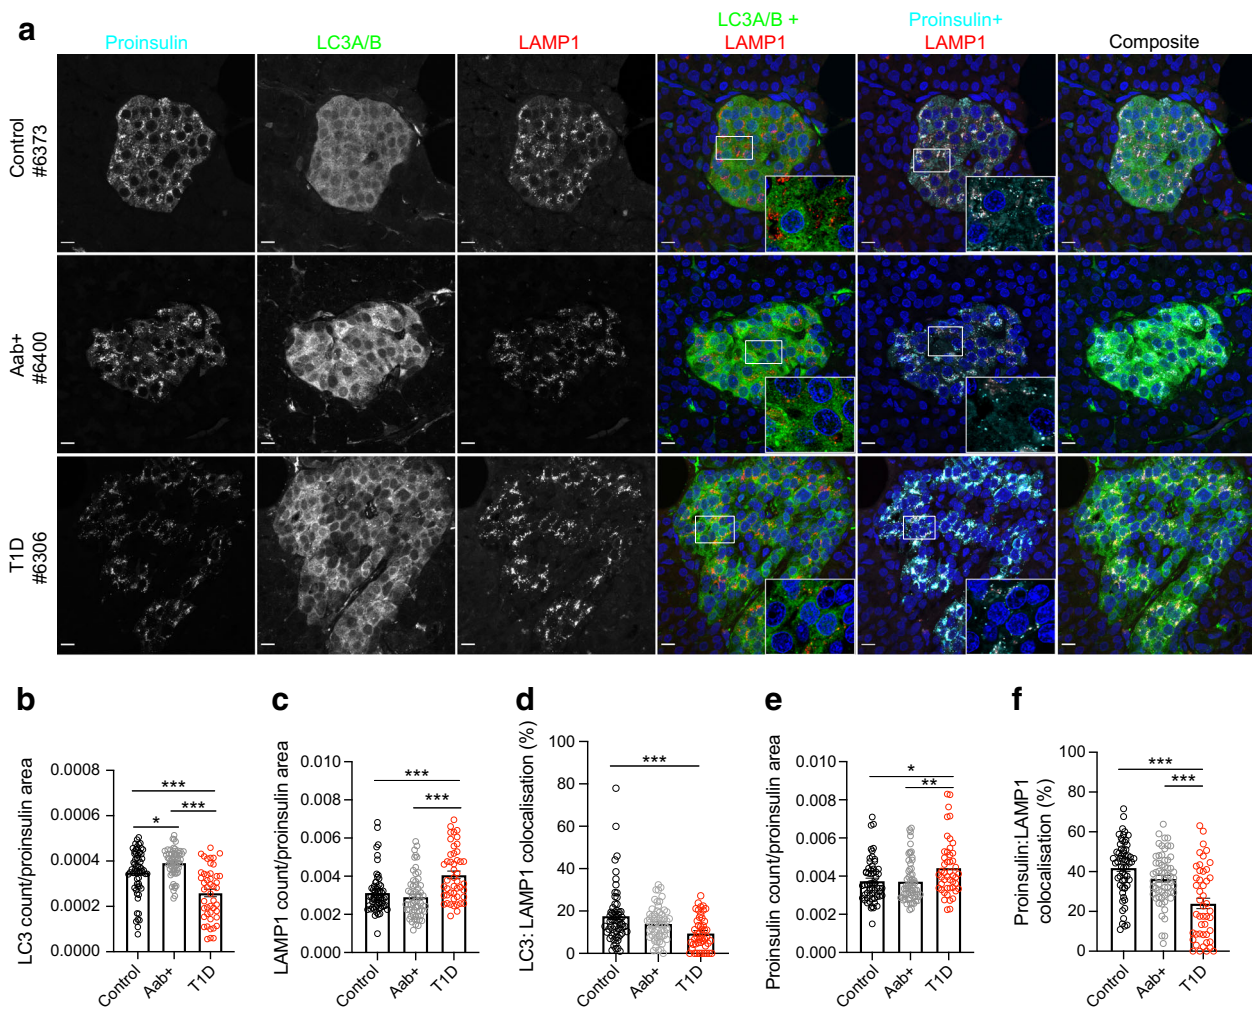 a
Proinsulin
LC3A/B
LAMP1
LC3A/B +
LAMP1
Proinsulin+
LAMP1
Composite
Control
#6373
Aab+
#6400
T1D
#6306
b
LC3 count/proinsulin area
0.0008
0.0006
0.0004
0.0002
0.0000
***
***
*
Control
Aab+
T1D
c
LAMP1 count/proinsulin area
0.010
0.008
0.006
0.004
0.002
0.000
***
***
Control
Aab+
T1D
d
LC3: LAMP1 colocalisation (%)
100
80
60
40
20
0
***
Control
Aab+
T1D
e
Proinsulin count/proinsulin area
0.010
0.008
0.006
0.004
0.002
0.000
*
**
Control
Aab+
T1D
f
Proinsulin:LAMP1
colocalisation (%)
100
80
60
40
20
0
***
***
Control
Aab+
T1D